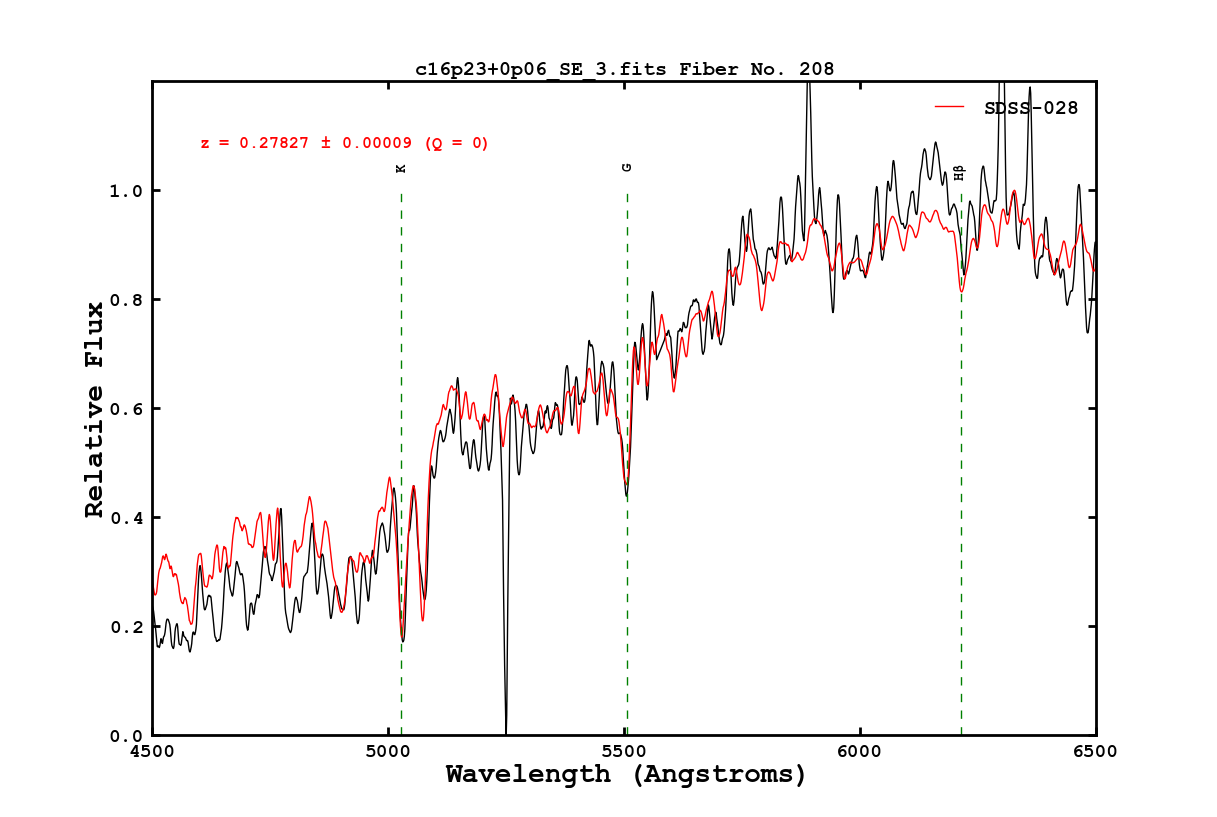 c16p23+0p06_SE_3.fits Fiber No. 208
SDSS-028
z = 0.27827 ± 0.00009 (Q = 0)
K
G
Hβ
1.0
0.8
0.6
0.4
0.2
0.0
Relative Flux
4500
5000
5500
6000
6500
Wavelength (Angstroms)